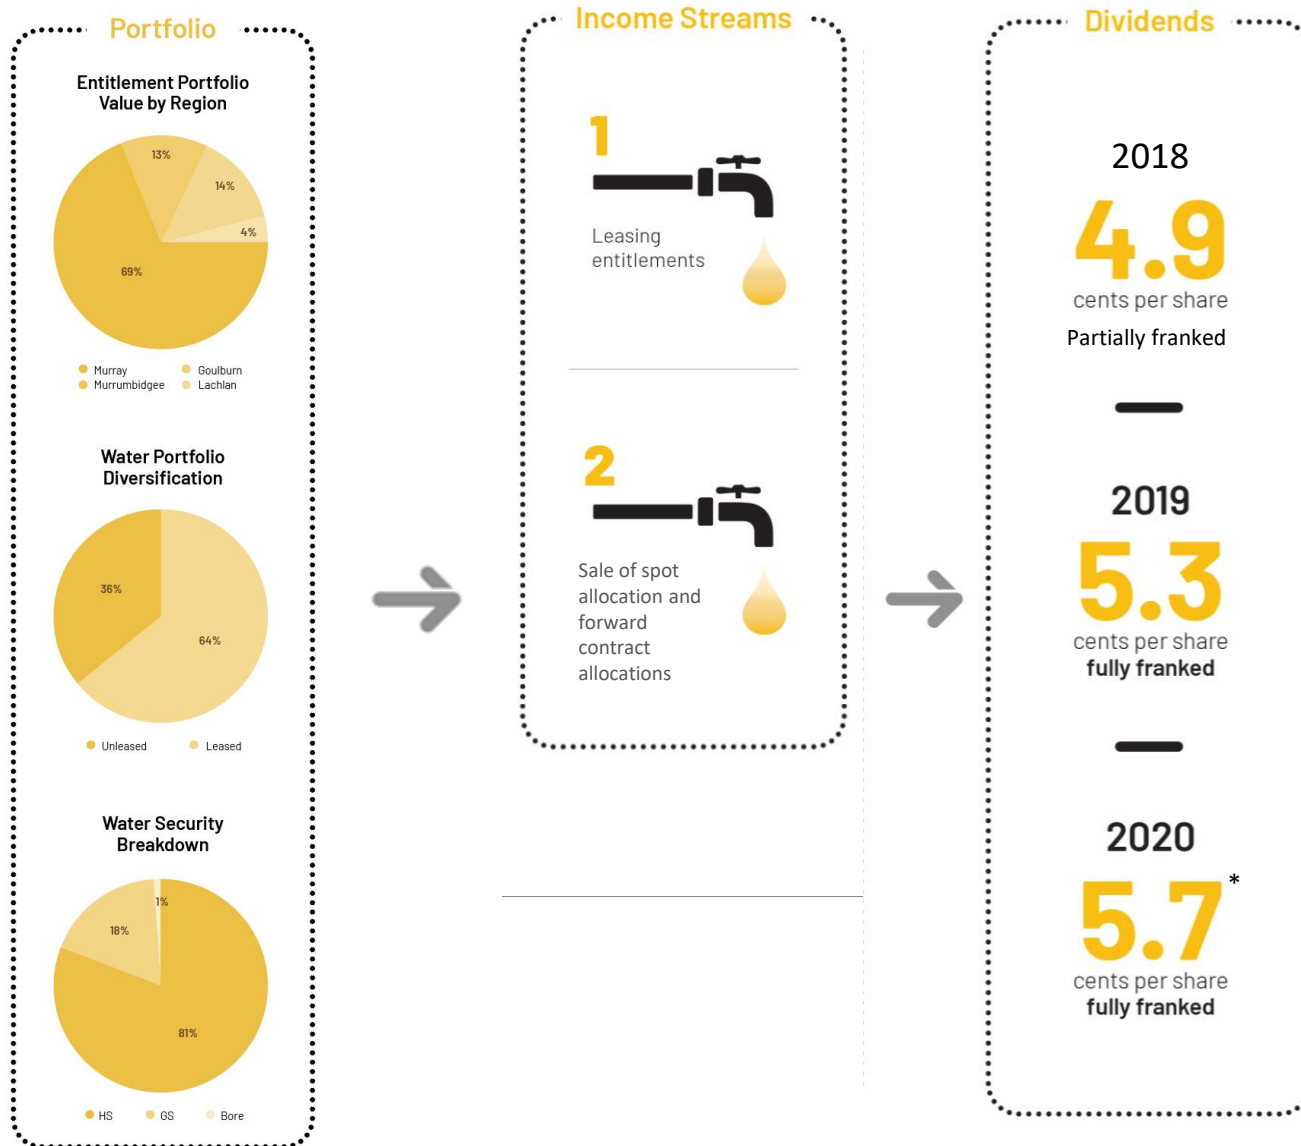 Portfolio
Entitlement Portfolio
Value by Region
13%
14%
4%
69%
Murray
Goulburn
Murrumbidgee
Lachlan
Water Portfolio
Diversification
36%
64%
Unleased
Leased
Water Security
Breakdown
1%
18%
81%
HS
GS
Bore
Income Streams
1
Leasing
entitlements
2
Sale of spot
allocation and
forward
contract
allocations
Dividends
2018
4.9
cents per share
Partially franked
2019
5.3
cents per share
fully franked
2020
5.7*
cents per share
fully franked